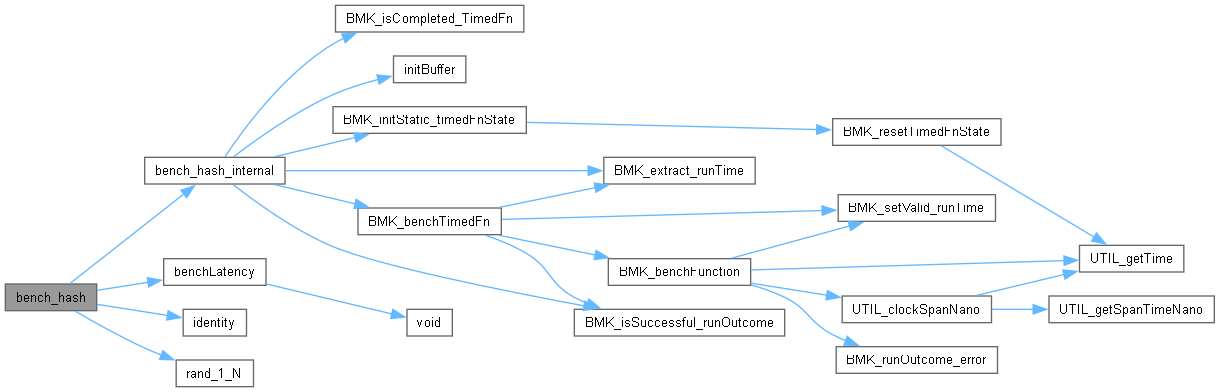 BMK_isCompleted_TimedFn
initBuffer
BMK_initStatic_timedFnState
BMK_resetTimedFnState
bench_hash_internal
BMK_extract_runTime
BMK_setValid_runTime
BMK_benchTimedFn
UTIL_getTime
BMK_benchFunction
benchLatency
bench_hash
UTIL_clockSpanNano
UTIL_getSpanTimeNano
identity
void
BMK_isSuccessful_runOutcome
BMK_runOutcome_error
rand_1_N